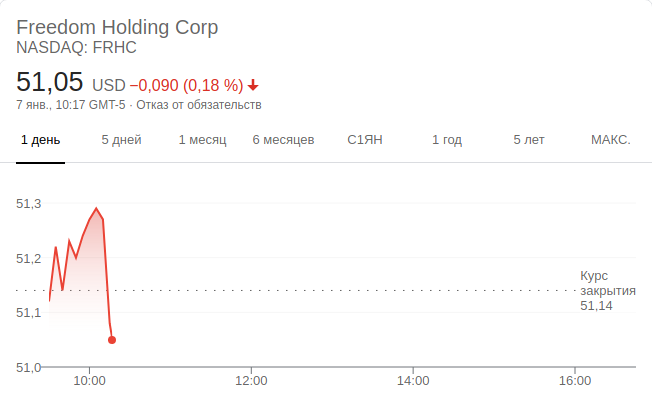 Freedom Holding Corp
NASDAQ: FRHC
51,05 USD −0,090 (0,18 %)
7 янв., 10:17 GMT-5 · Отказ от обязательств
1 день 5 дней 1 месяц 6 месяцев С1ЯН 1 год 5 лет МАКС.
51,3
51,2
Курс
закрытия
51,14
51,1
51,0
10:00 12:00 14:00 16:00